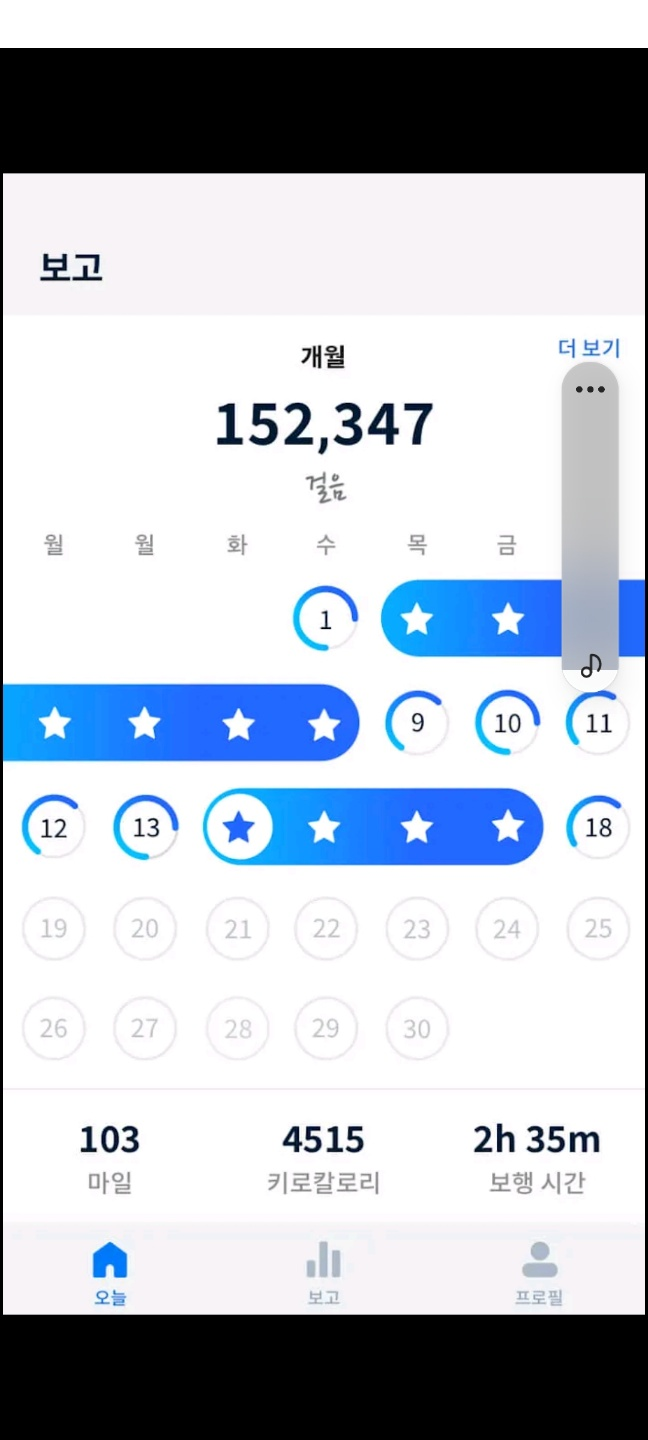 보고
개월
더 보기
152,347
걸음
월 월 화 수 목 금
1
9 10 11
12 13 18
19 20 21 22 23 24 25
26 27 28 29 30
103 4515 2h 35m
마일 키로칼로리 보행 시간
오늘 보고 프로필